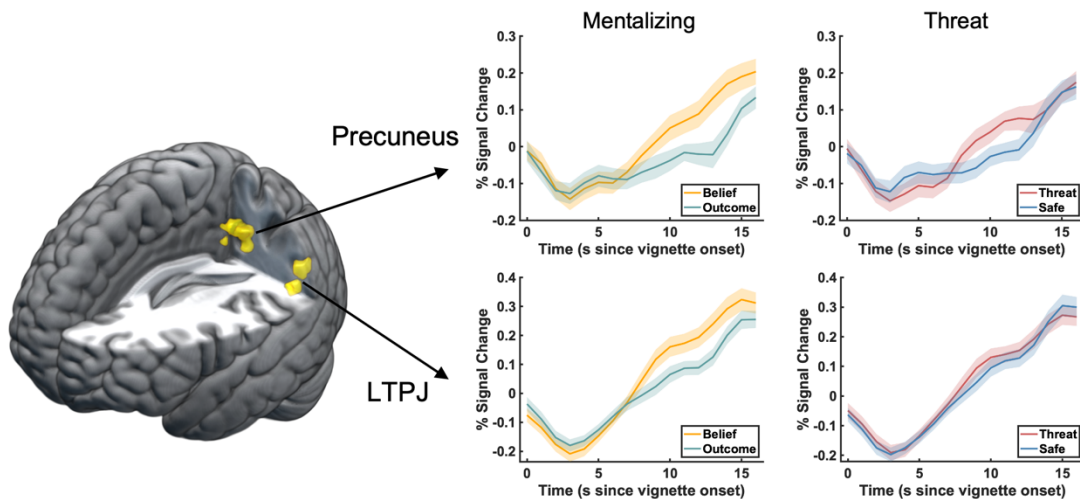 Mentalizing
Threat
Precuneus
LTPJ
% Signal Change
0.3
0.2
0.1
0
-0.1
-0.2
0 5 10 15
Time (s since vignette onset)
Belief
Outcome
% Signal Change
0.3
0.2
0.1
0
-0.1
-0.2
0 5 10 15
Time (s since vignette onset)
Threat
Safe
% Signal Change
0.4
0.3
0.2
0.1
0
-0.1
-0.2
0 5 10 15
Time (s since vignette onset)
Belief
Outcome
% Signal Change
0.4
0.3
0.2
0.1
0
-0.1
-0.2
0 5 10 15
Time (s since vignette onset)
Threat
Safe